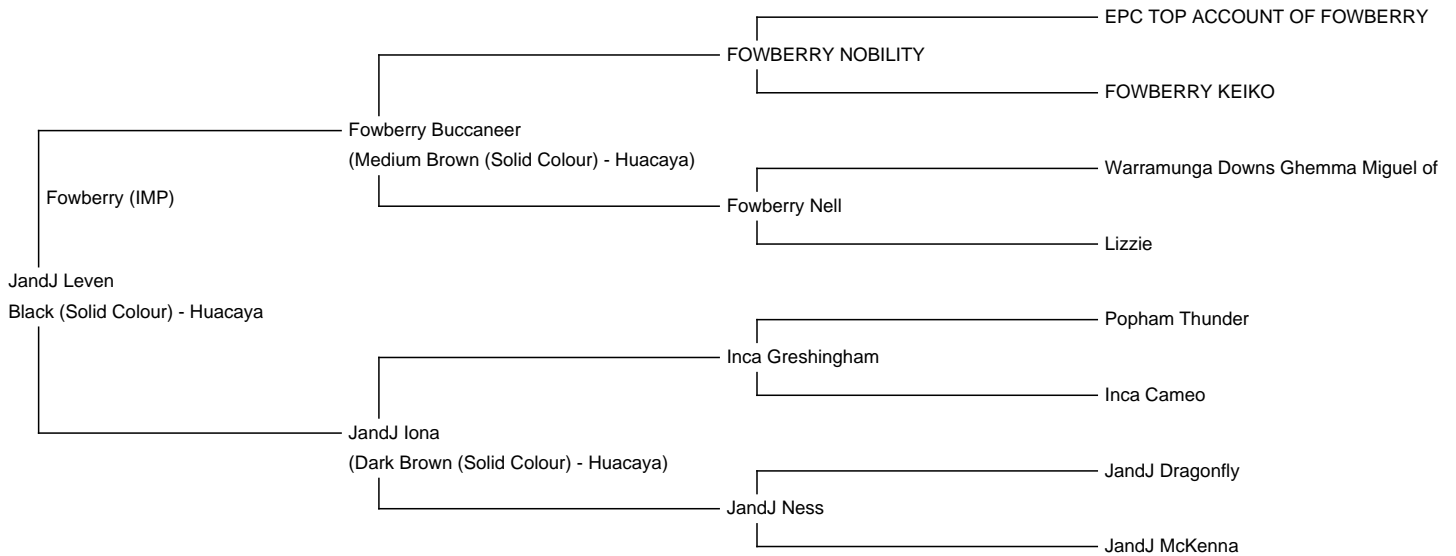 EPC TOP ACCOUNT OF FOWBERRY
FOWBERRY NOBILITY
FOWBERRY KEIKO
Fowberry Buccaneer
(Medium Brown (Solid Colour) - Huacaya)
Warramunga Downs Ghemma Miguel of
Fowberry (IMP)
Fowberry Nell
Lizzie
JandJ Leven
Black (Solid Colour) - Huacaya
Popham Thunder
Inca Greshingham
Inca Cameo
JandJ Iona
(Dark Brown (Solid Colour) - Huacaya)
JandJ Dragonfly
JandJ Ness
JandJ McKenna